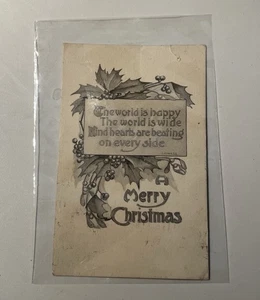 The world is happy
The world is wide
Kind hearts are beating
on every side
A
Merry
Christmas